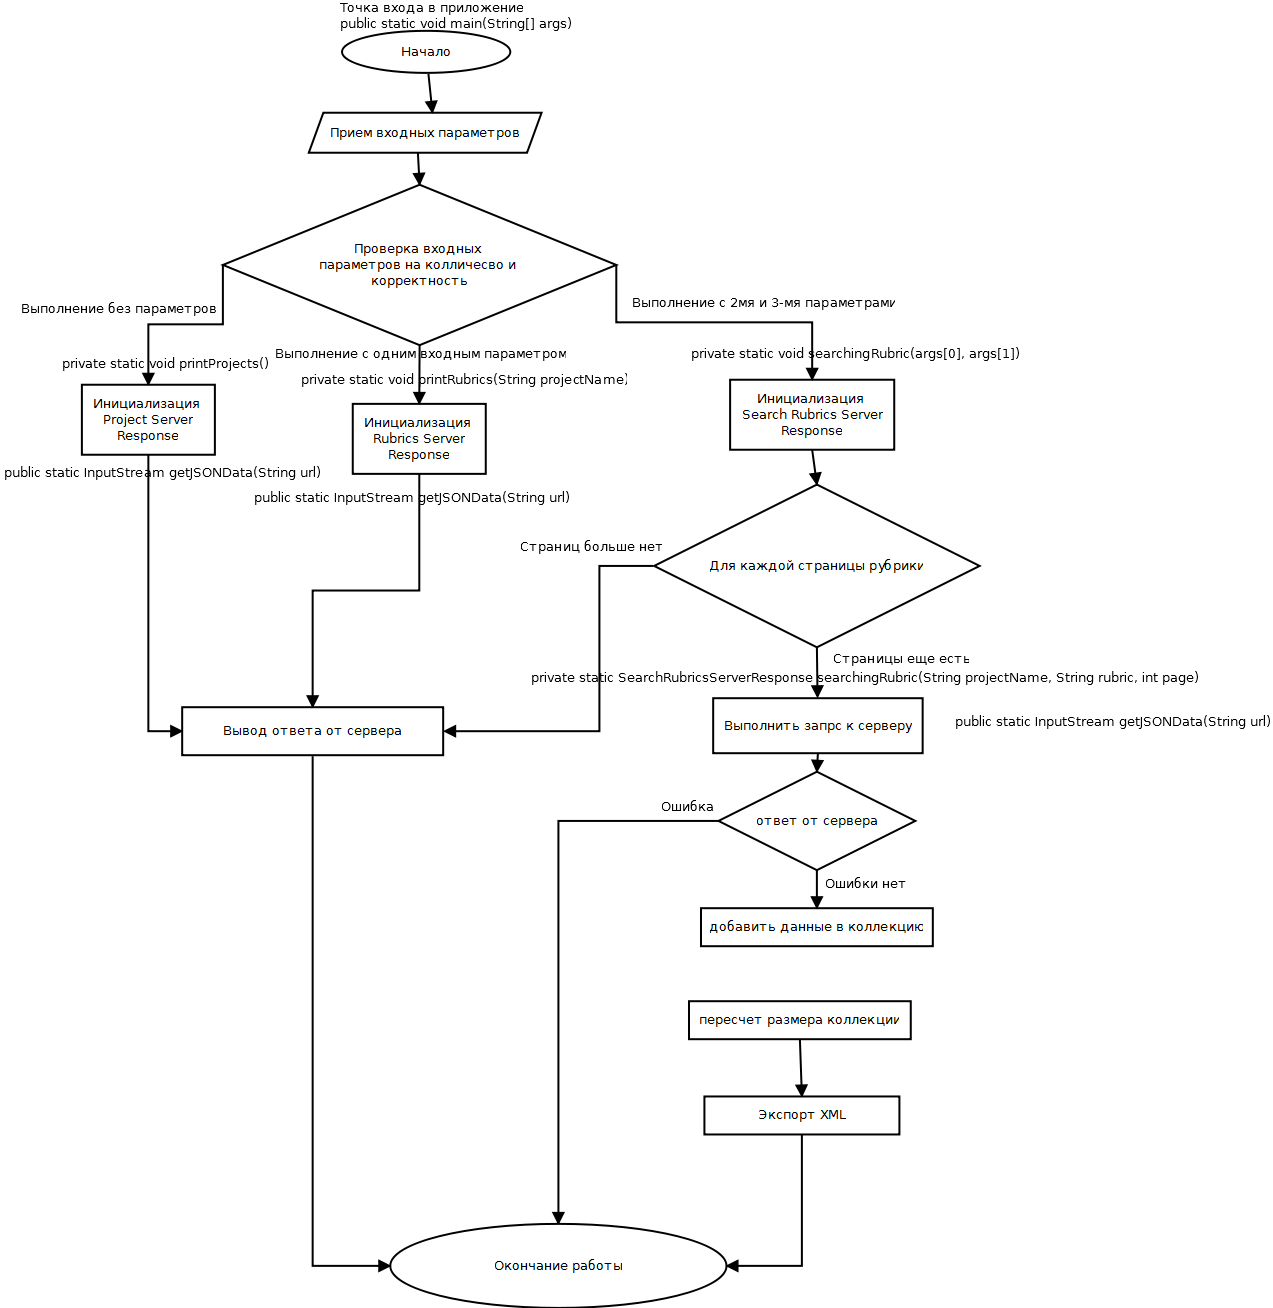 Точка входа в приложение
public static void main(String[] args)
Начало
Прием входных параметров
Проверка входных
параметров на колличесво и
корректность
Выполнение без параметров
Выполнение с 2мя и 3-мя параметрами
private static void printProjects()
Выполнение с одним входным параметром
private static void searchingRubric(args[0], args[1])
private static void printRubrics(String projectName)
Инициализация
Project Server
Response
Инициализация
Rubrics Server
Response
Инициализация
Search Rubrics Server
Response
public static InputStream getJSONData(String url)
public static InputStream getJSONData(String url)
Страниц больше нет
Для каждой страницы рубрики
Страницы еще есть
private static SearchRubricsServerResponse searchingRubric(String projectName, String rubric, int page)
Вывод ответа от сервера
Выполнить запрс к серверу
public static InputStream getJSONData(String url)
Ошибка
ответ от сервера
Ошибки нет
добавить данные в коллекцию
пересчет размера коллекции
Экспорт XML
Окончание работы